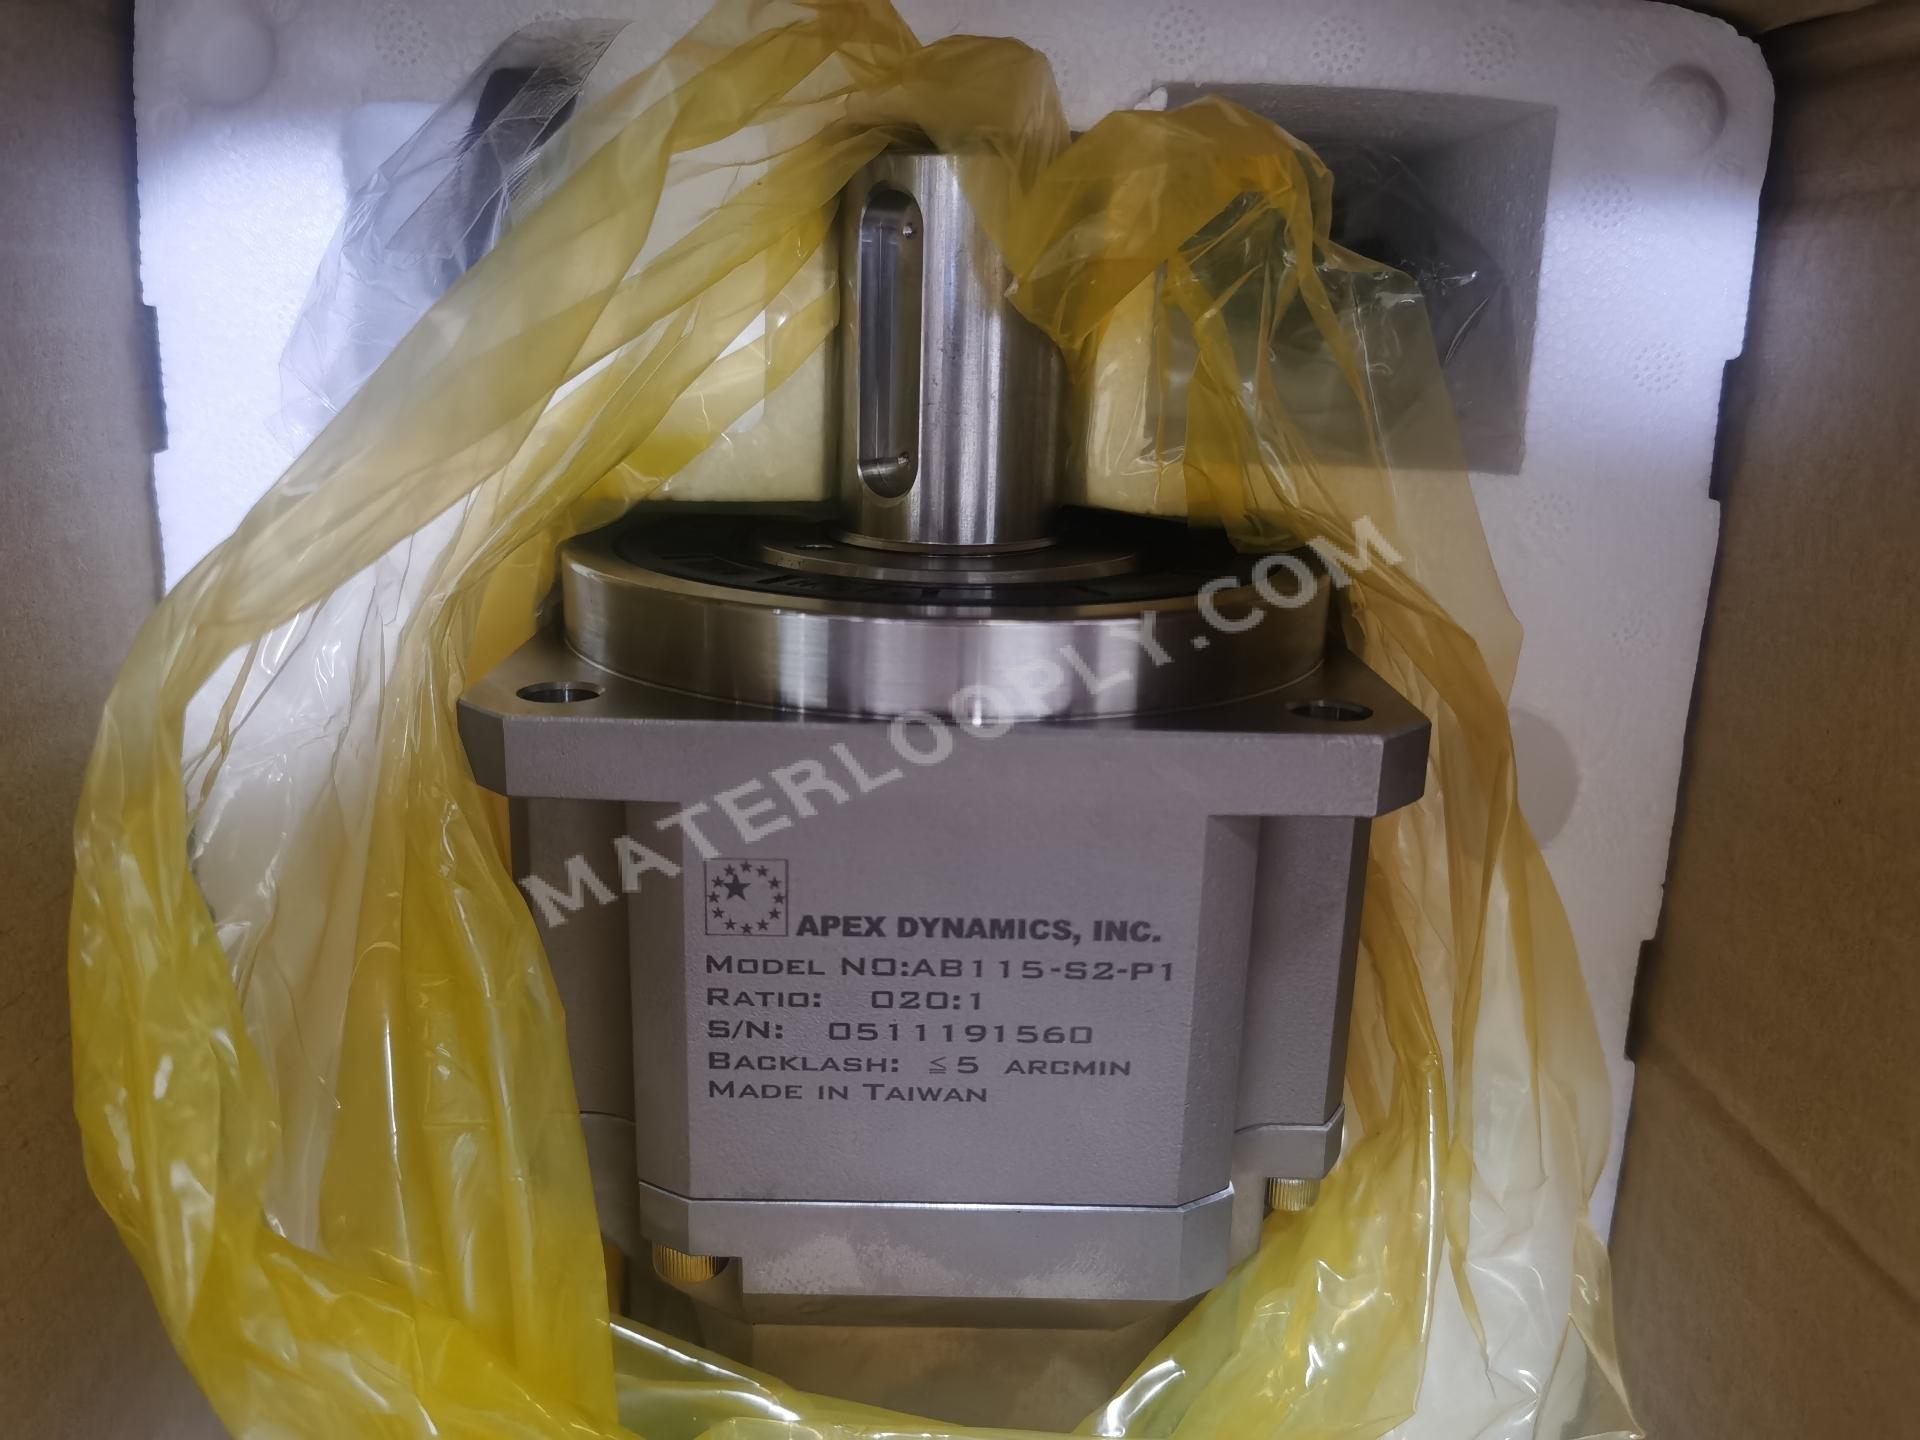 MATERLOOPLY.COM
APEX DYNAMICS, INC.
MODEL NO:AB115-S2-P1
RATIO: 020:1
S/N: 0511191560
BACKLASH: ≦5 ARCMIN
MADE IN TAIWAN